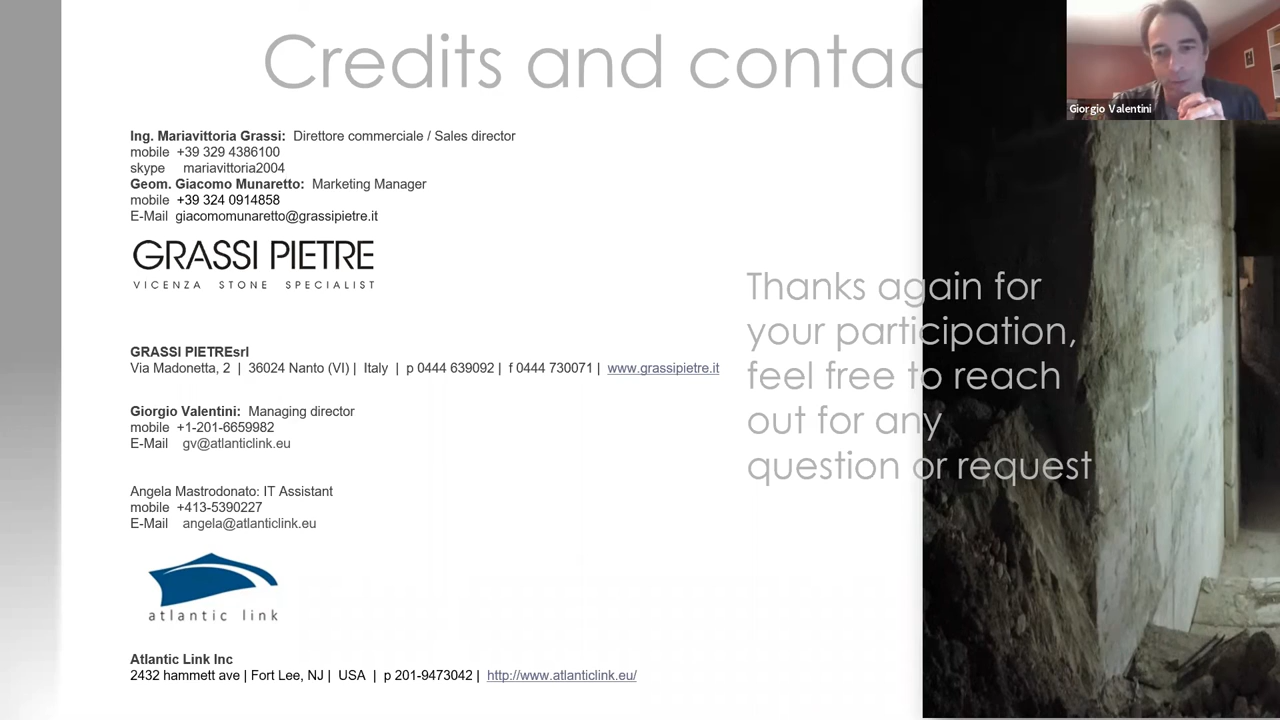 Credits and contac
Giorgio Valentini
Ing. Mariavittoria Grassi: Direttore commerciale / Sales director
mobile +39 329 4386100
skype mariavittoria2004
Geom. Giacomo Munaretto: Marketing Manager
mobile +39 324 0914858
E-Mail giacomomunaretto@grassipietre.it
GRASSI PIETRE
VICENZA STONE SPECIALIST
GRASSI PIETREsrl
Via Madonetta, 2 | 36024 Nanto (VI) | Italy | p 0444 639092 | f 0444 730071 | www.grassipietre.it
Giorgio Valentini: Managing director
mobile +1-201-6659982
E-Mail gv@atlanticlink.eu
Angela Mastrodonato: IT Assistant
mobile +413-5390227
E-Mail angela@atlanticlink.eu
atlantic link
Atlantic Link Inc
2432 hammett ave | Fort Lee, NJ | USA | p 201-9473042 | http://www.atlanticlink.eu/
Thanks again for
your participation,
feel free to reach
out for any
question or request